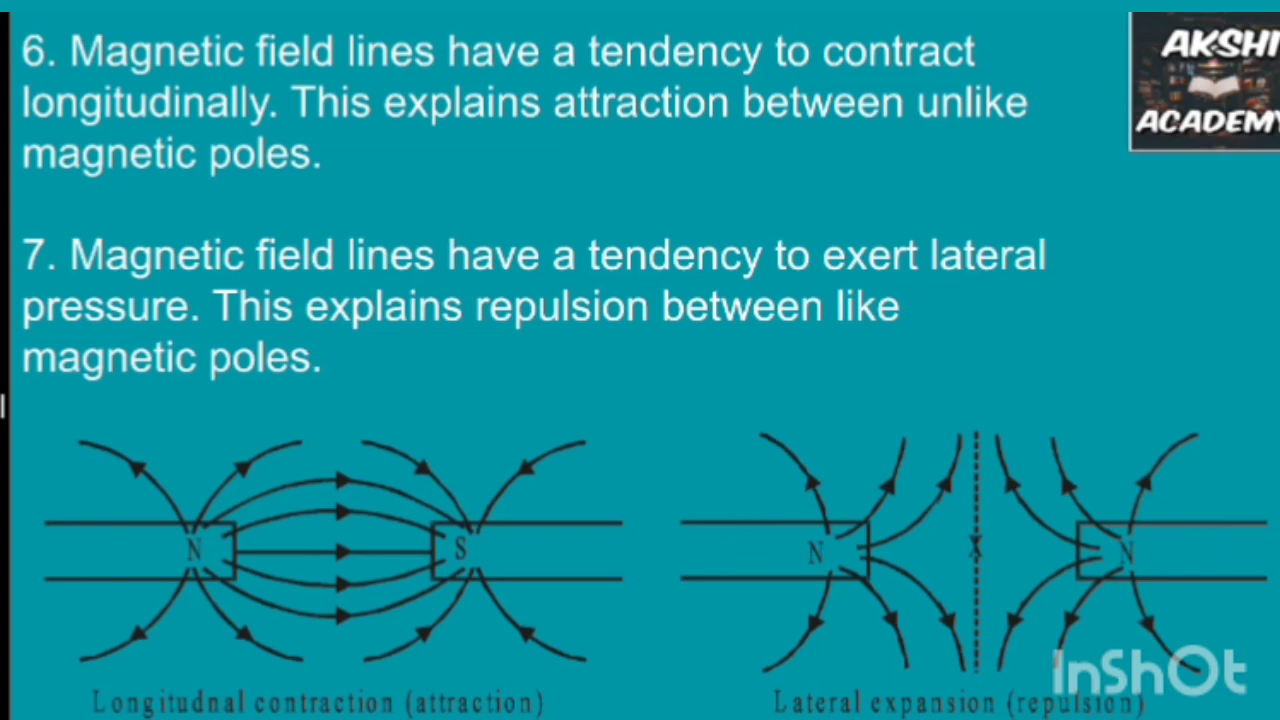 6. Magnetic field lines have a tendency to contract
longitudinally. This explains attraction between unlike
magnetic poles.
7. Magnetic field lines have a tendency to exert lateral
pressure. This explains repulsion between like
magnetic poles.
AKSHI
ACADEMY
N
S
N
X
N
Longitudnal contraction (attraction)
Lateral expansion (repulsion)
InShOt